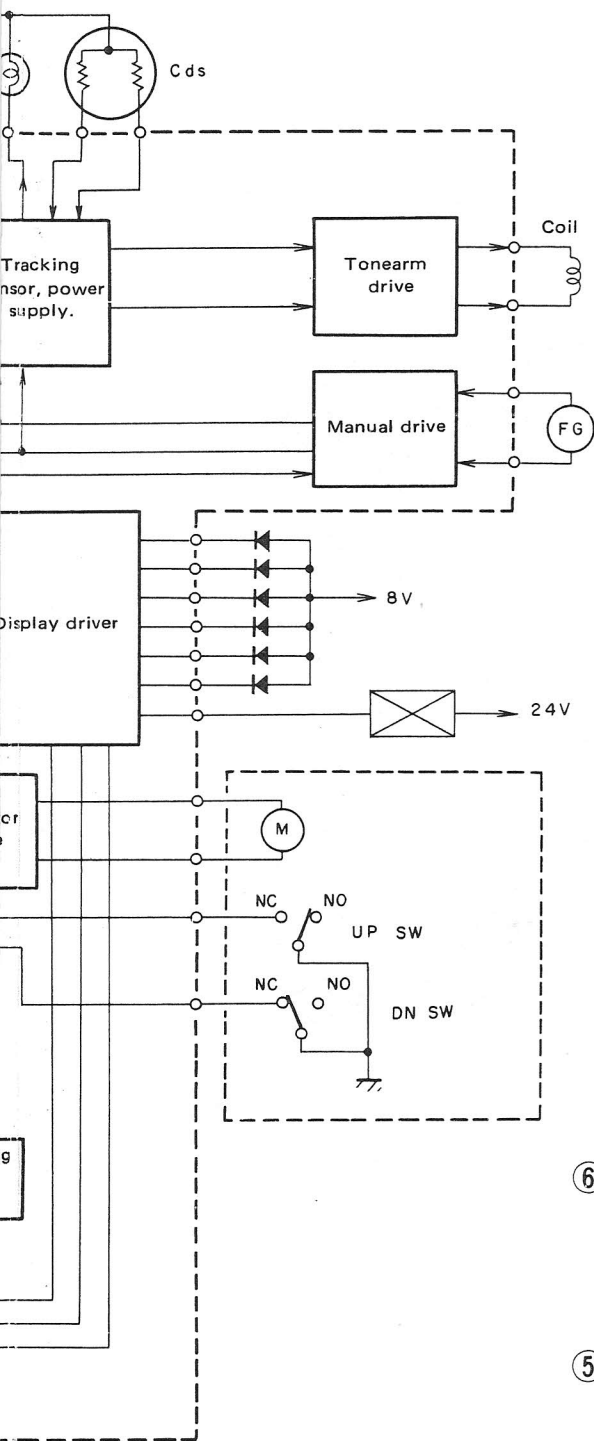 Cds
Coil
Tracking
nsor, power
supply.
Tonearm
drive
Manual drive
FG
Display driver
8V
24V
or
e
M
NC NO
UP SW
NC NO
DN SW
g
6
5